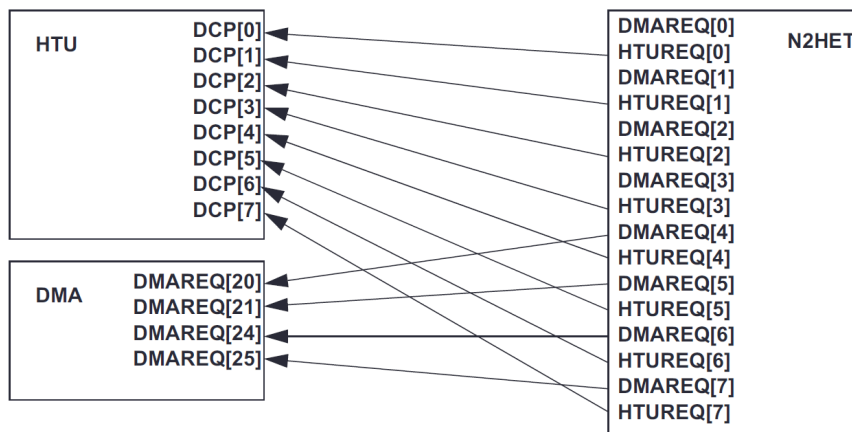 HTU
DCP[0]
DCP[1]
DCP[2]
DCP[3]
DCP[4]
DCP[5]
DCP[6]
DCP[7]
DMA
DMAREQ[20]
DMAREQ[21]
DMAREQ[24]
DMAREQ[25]
N2HET
DMAREQ[0]
HTUREQ[0]
DMAREQ[1]
HTUREQ[1]
DMAREQ[2]
HTUREQ[2]
DMAREQ[3]
HTUREQ[3]
DMAREQ[4]
HTUREQ[4]
DMAREQ[5]
HTUREQ[5]
DMAREQ[6]
HTUREQ[6]
DMAREQ[7]
HTUREQ[7]